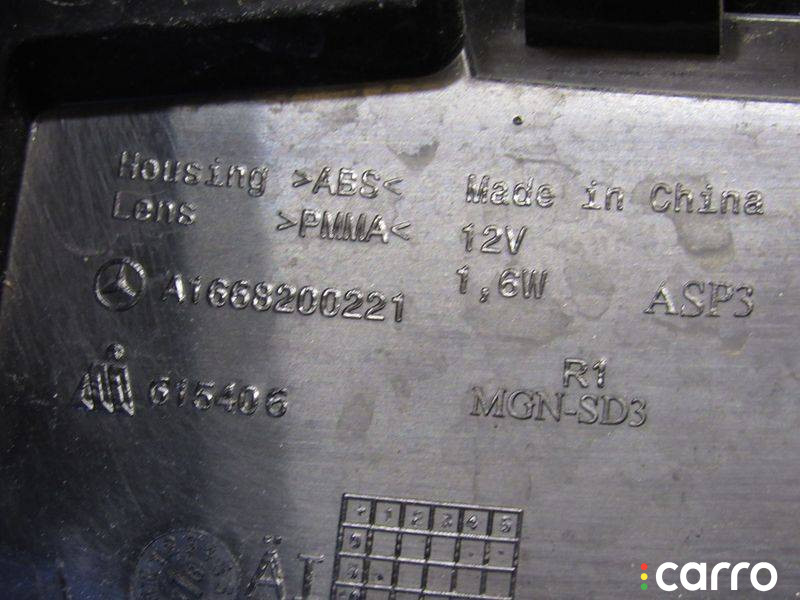 Housing >ABS<
Lens >PMMA<
A1668200221
615406
Made in China
12V
1,6W
ASP3
R1
MGN-SD3
+ 1 2 3 4 5
ÄI
carro